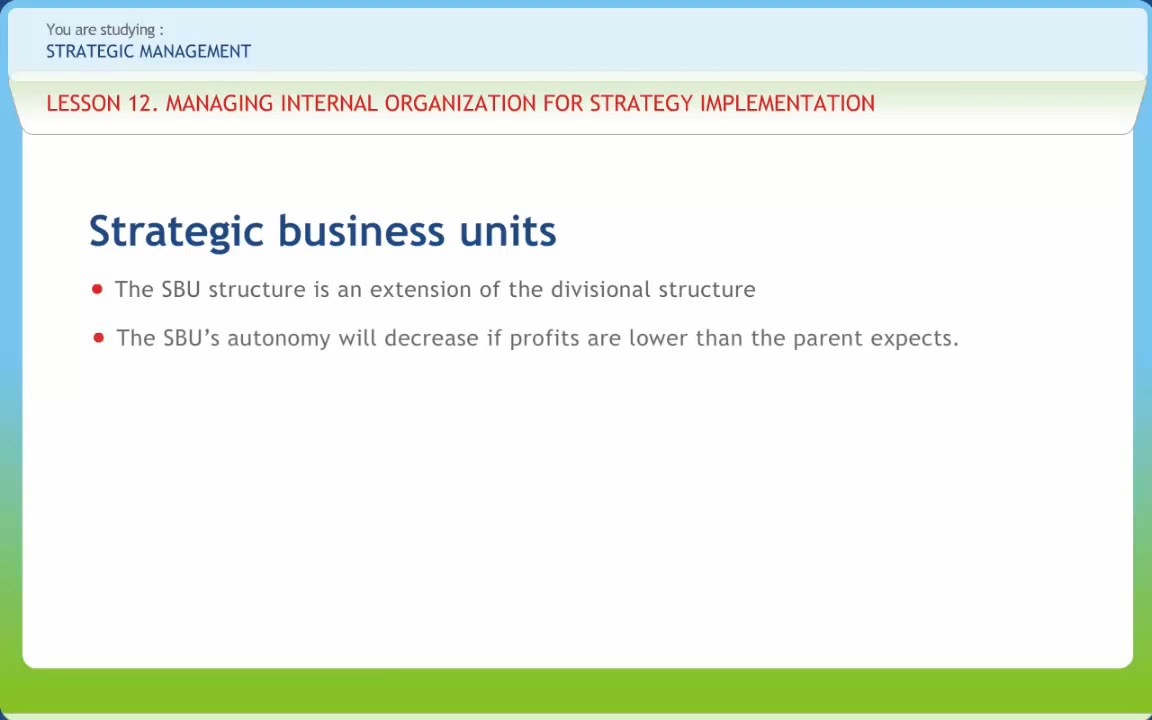 You are studying :
STRATEGIC MANAGEMENT
LESSON 12. MANAGING INTERNAL ORGANIZATION FOR STRATEGY IMPLEMENTATION
Strategic business units
• The SBU structure is an extension of the divisional structure
• The SBU’s autonomy will decrease if profits are lower than the parent expects.